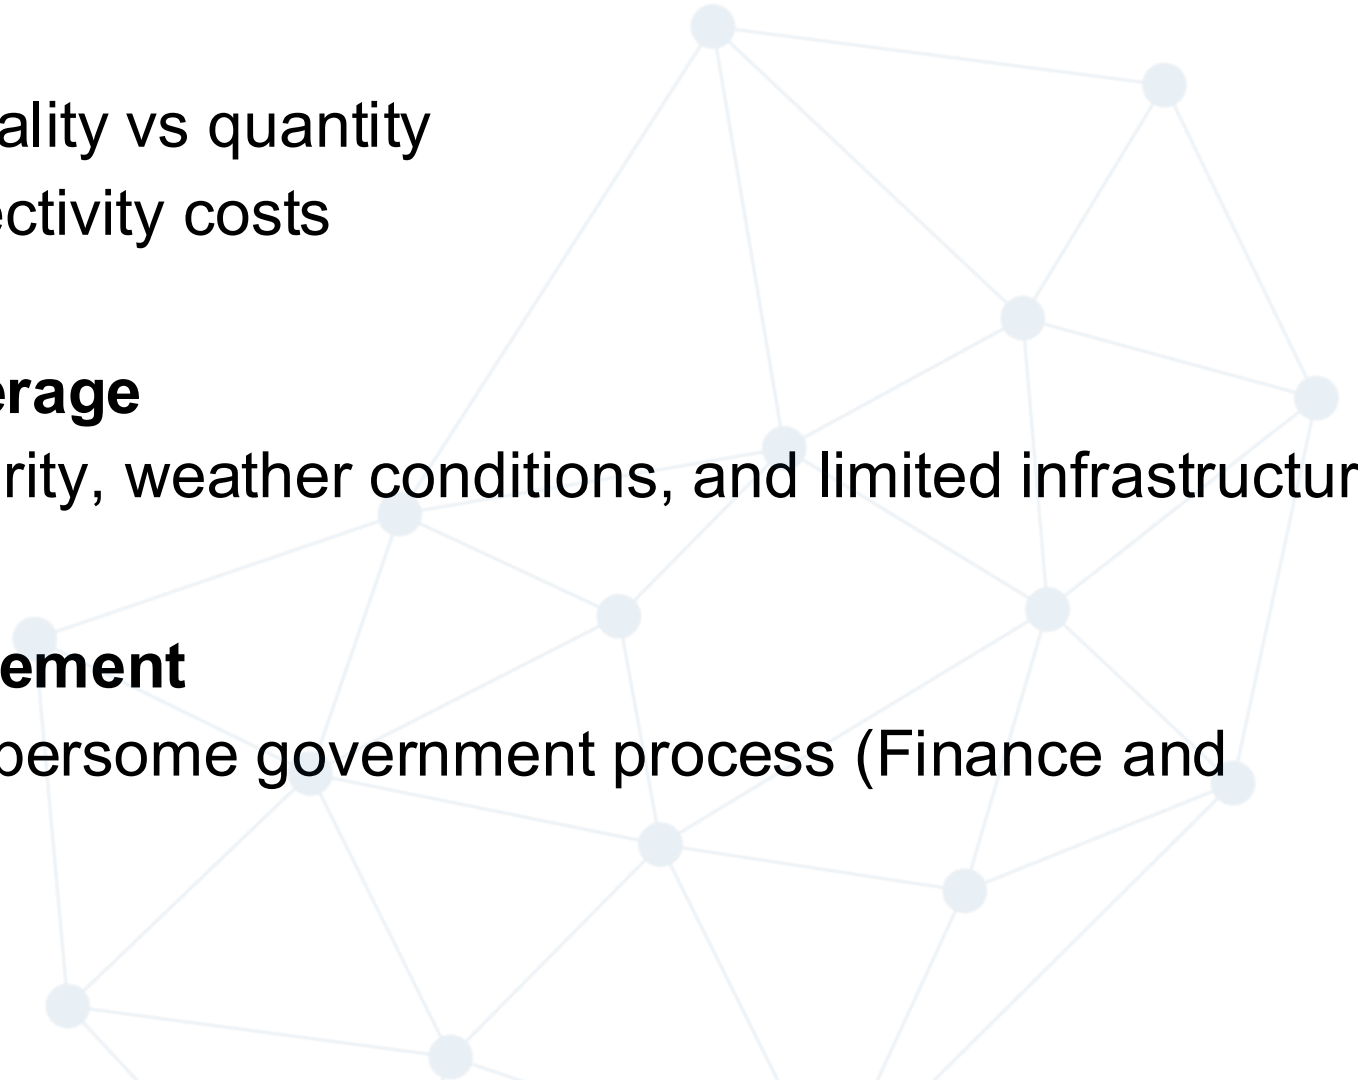 ality vs quantity
ectivity costs
erage
rity, weather conditions, and limited infrastructur
ement
bersome government process (Finance and